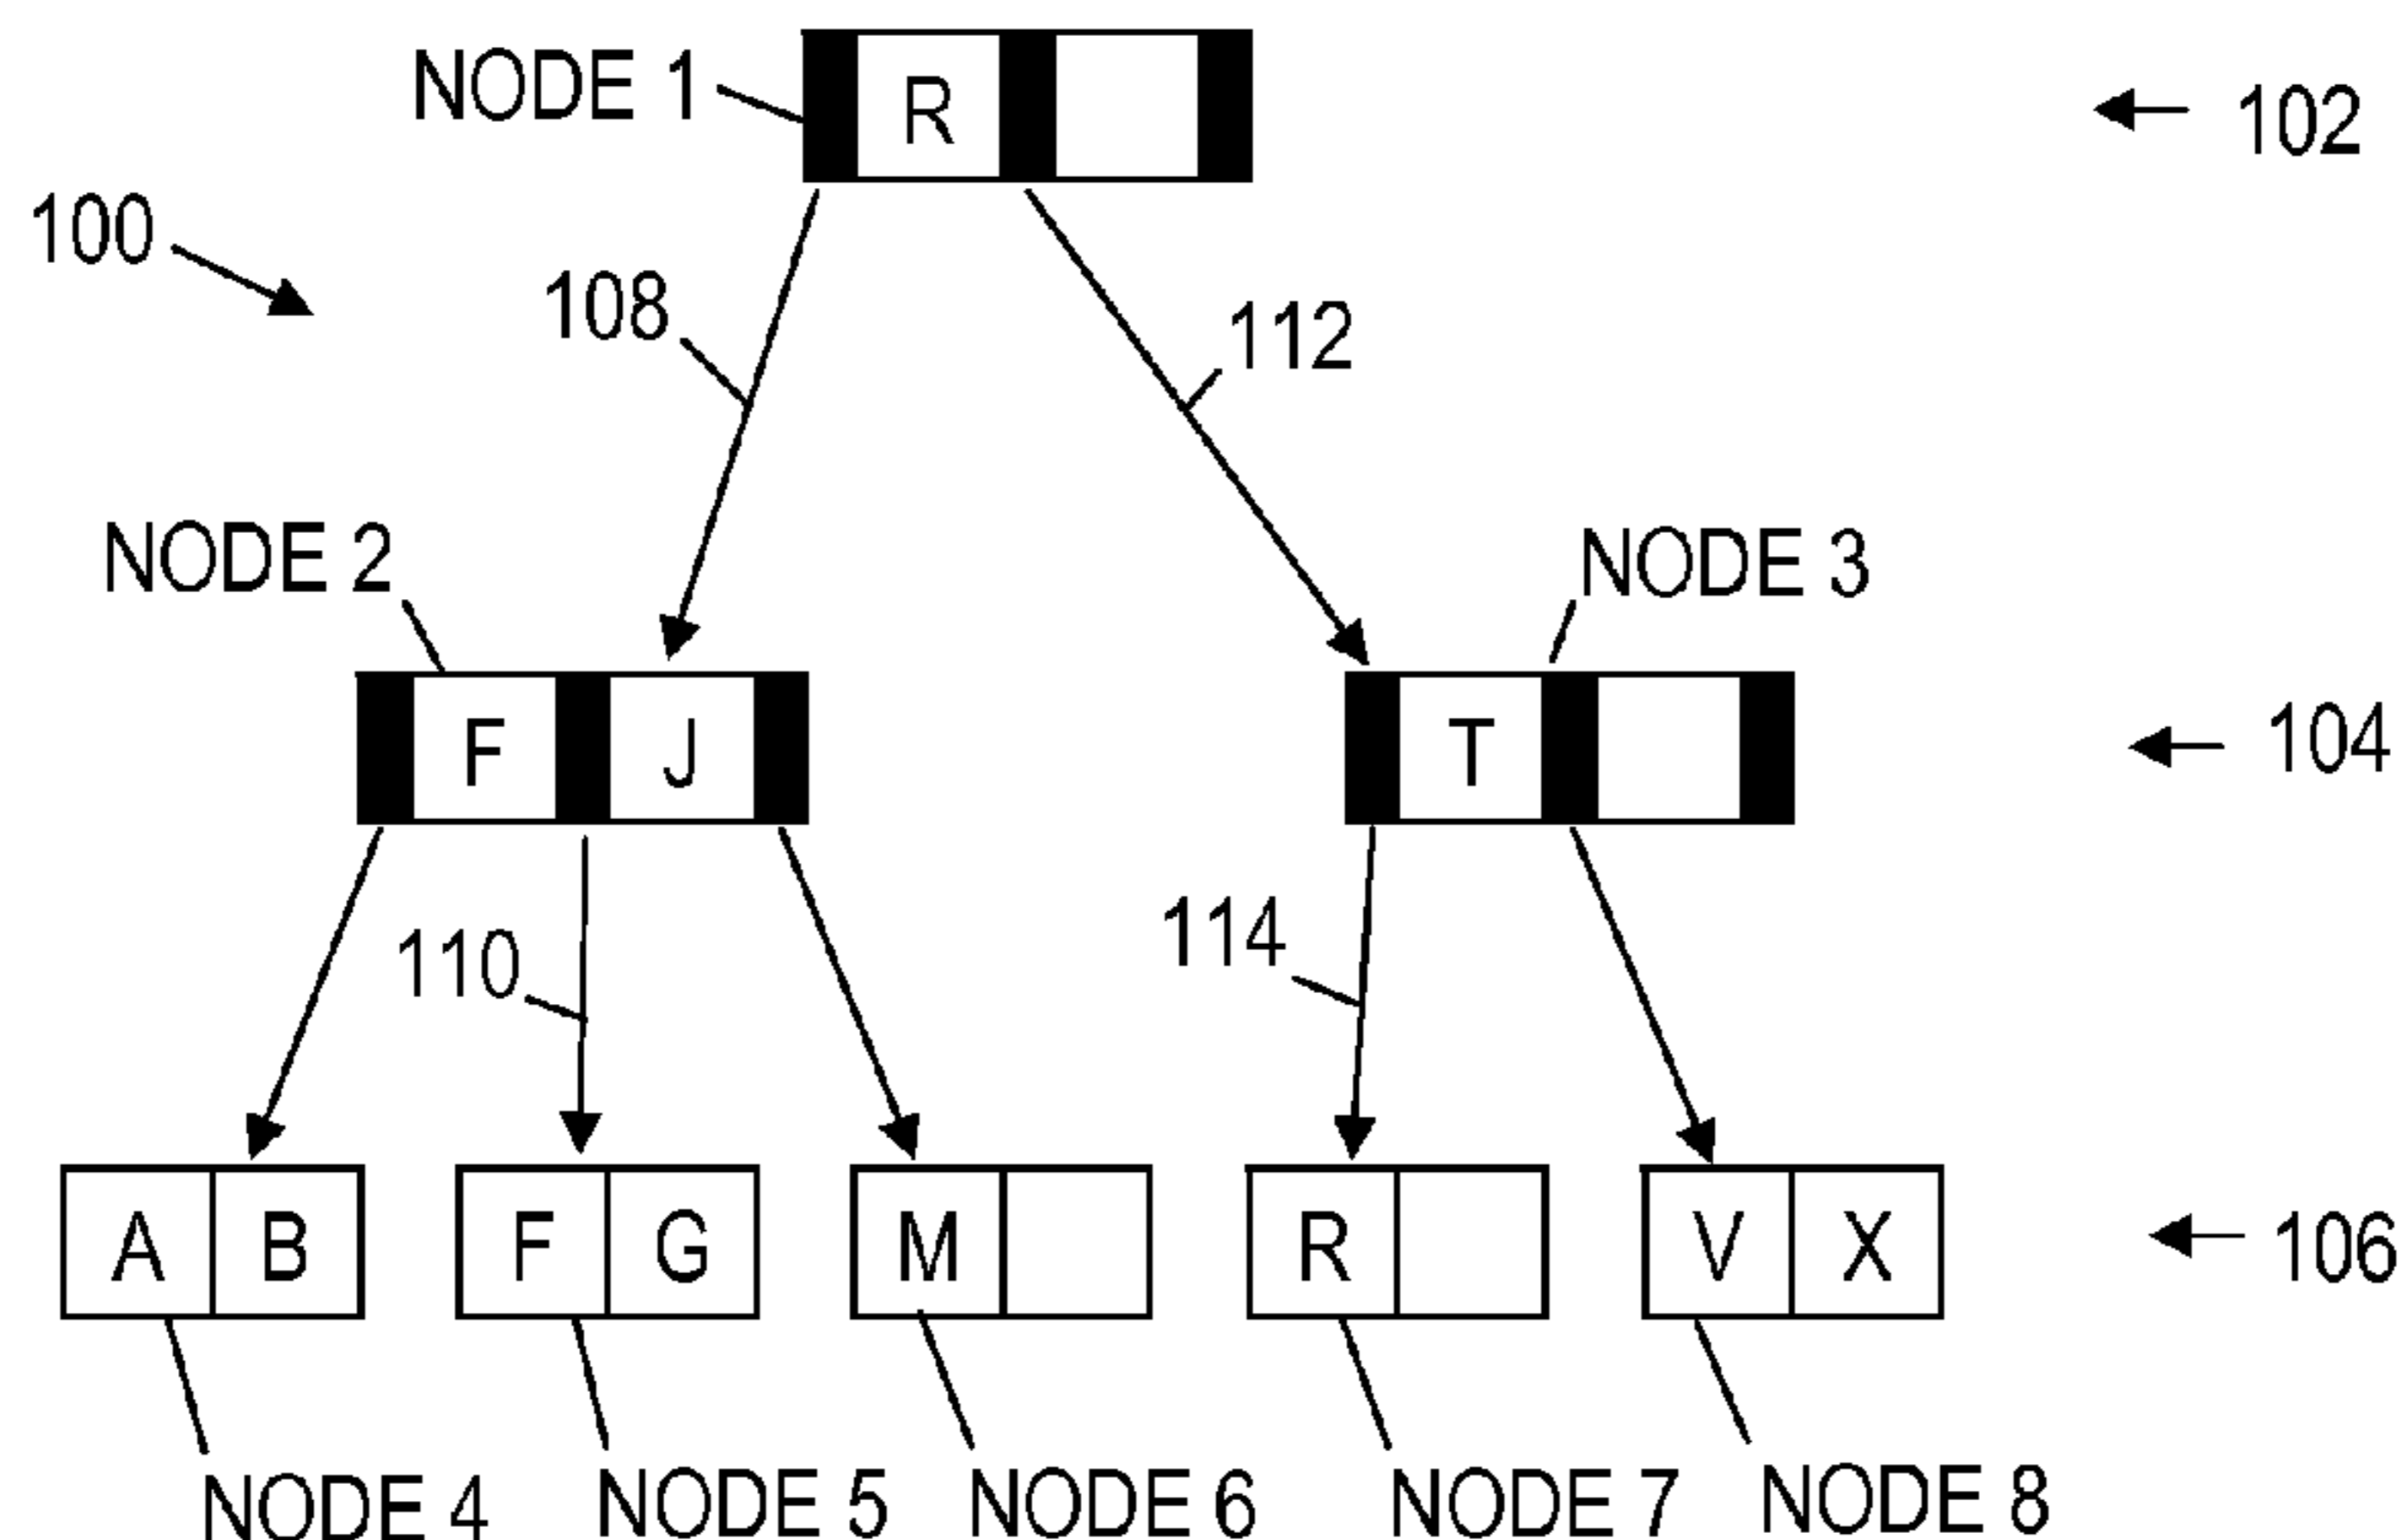 NODE 1
R
102
100
108
112
NODE 2
NODE 3
F J
T
104
110
114
A B
F G
M
R
V X
106
NODE 4
NODE 5
NODE 6
NODE 7
NODE 8